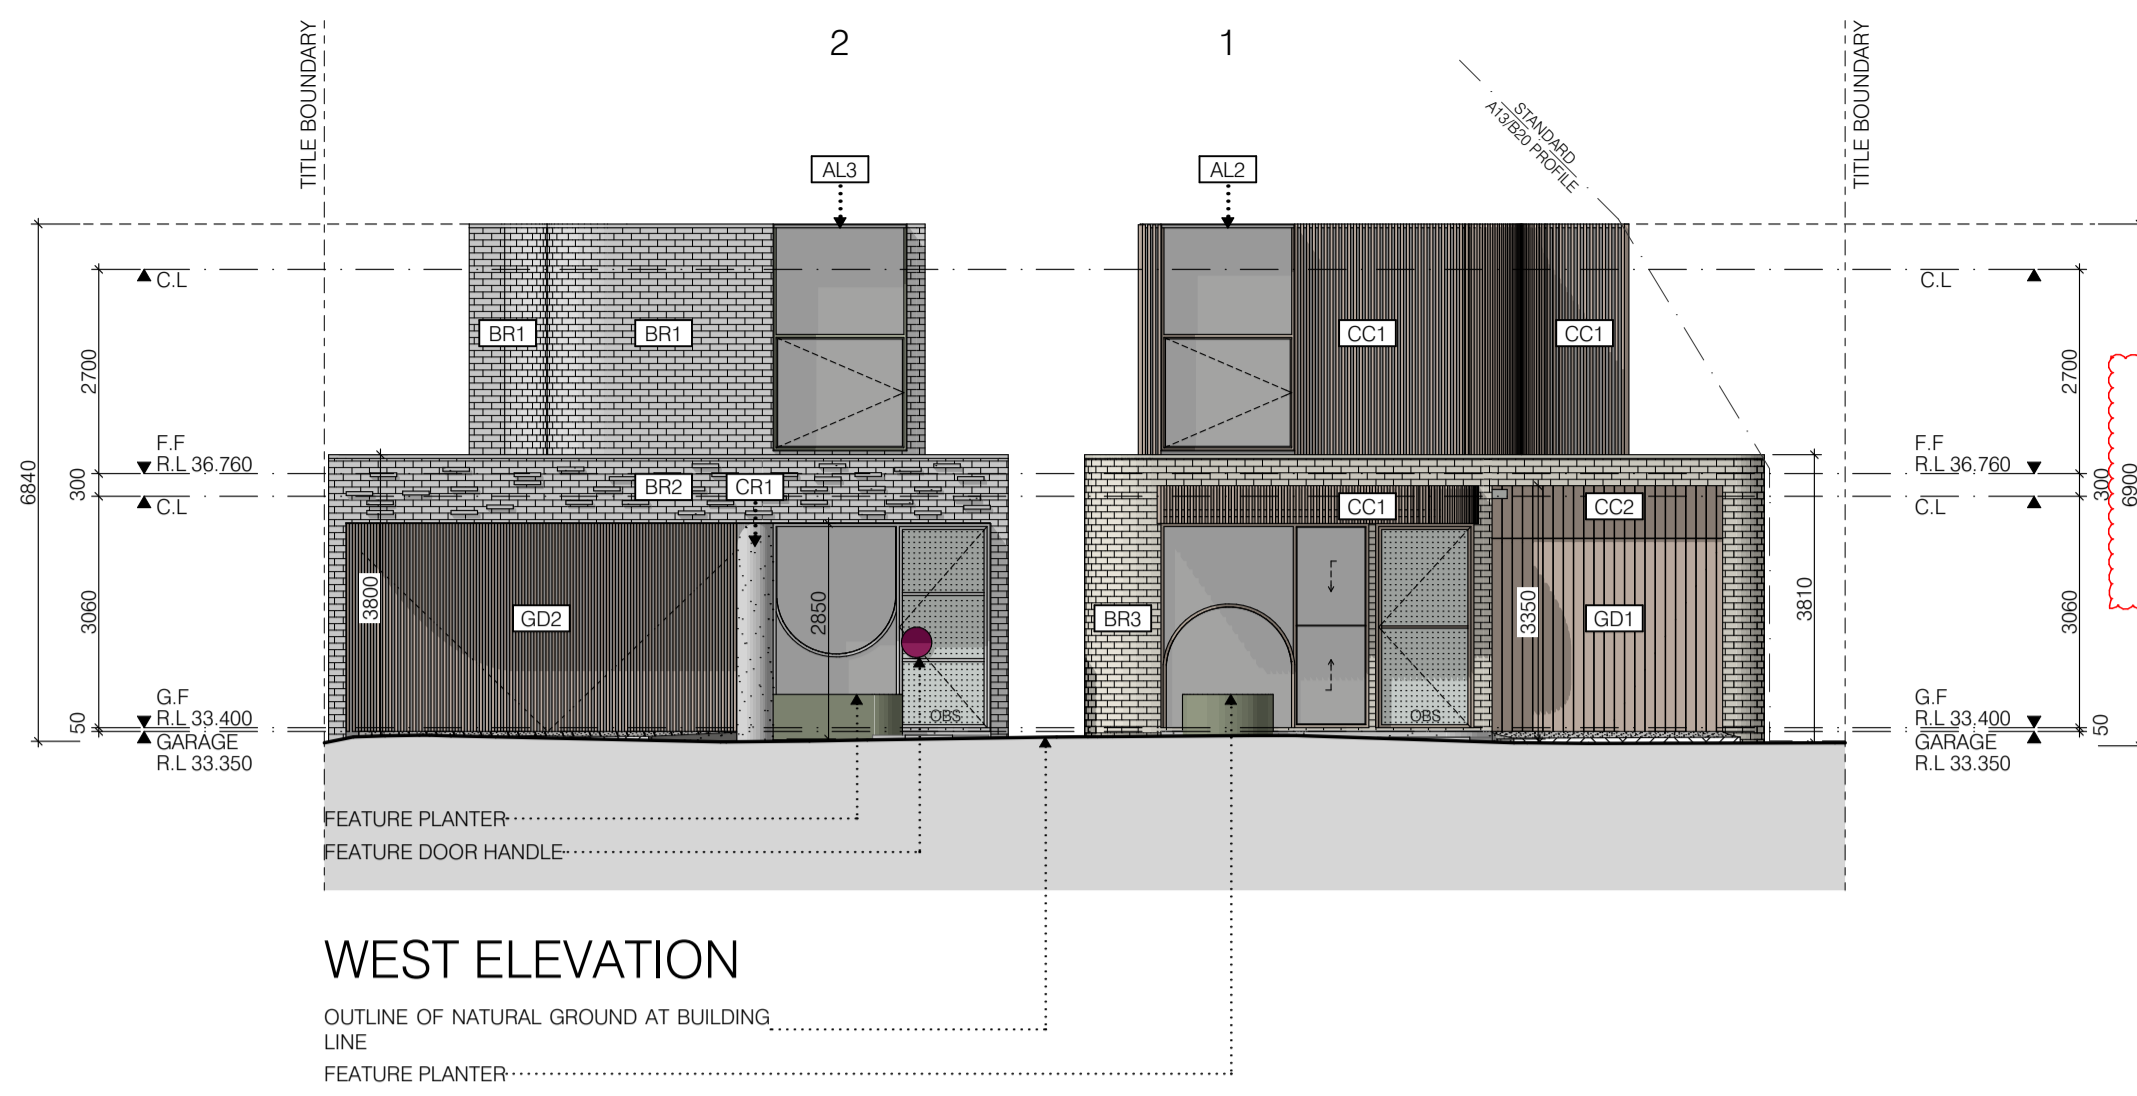 2
1
TITLE BOUNDARY
TITLE BOUNDARY
STANDARD
A13/B20 PROFILE
AL3
AL2
C.L
C.L
BR1
BR1
CC1
CC1
2700
2700
F.F
R.L 36.760
F.F
R.L 36.760
6840
300
300
6900
BR2
CR1
CC1
CC2
C.L
C.L
3060
3800
GD2
2850
BR3
3350
GD1
3810
3060
OBS
OBS
G.F
R.L 33.400
G.F
R.L 33.400
50
50
GARAGE
R.L 33.350
GARAGE
R.L 33.350
FEATURE PLANTER
FEATURE DOOR HANDLE
WEST ELEVATION
OUTLINE OF NATURAL GROUND AT BUILDING
LINE
FEATURE PLANTER